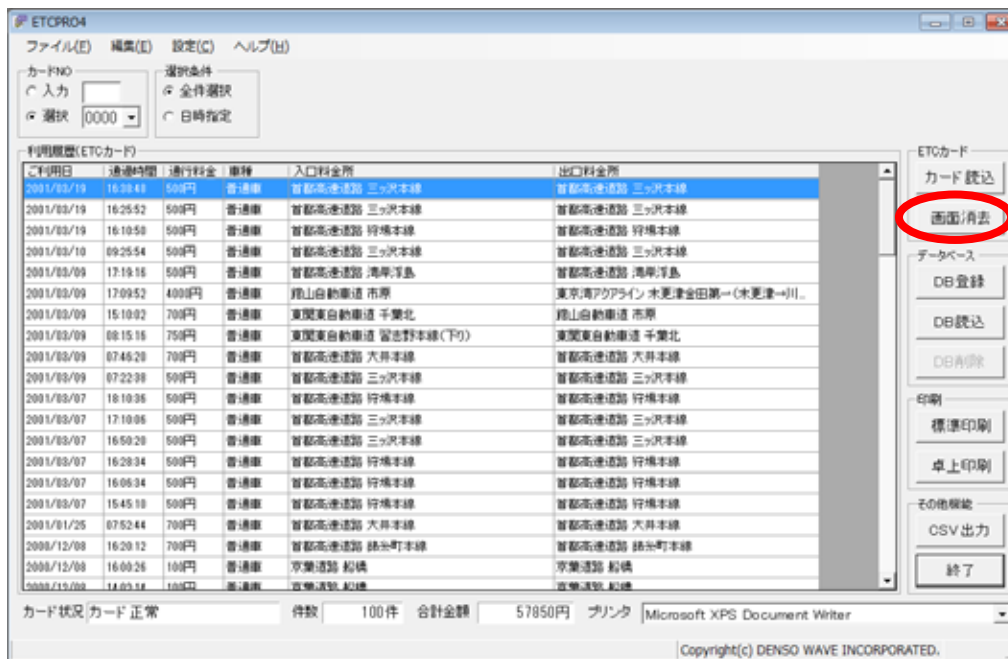 ETCPRO4
ファイル(F) 編集(E) 設定(C) ヘルプ(H)
カードNO 選択条件
入力 全件選択
選択 0000 日時指定
利用履歴(ETCカード) ETCカード
ご利用日 通過時間 通行料金 車種 入口料金所 出口料金所
カード読込
2001/03/19 16:38:48 500円 普通車 首都高速道路 三ッ沢本線 首都高速道路 三ッ沢本線
2001/03/19 16:25:52 500円 普通車 首都高速道路 三ッ沢本線 首都高速道路 三ッ沢本線
画面消去
2001/03/19 16:10:50 500円 普通車 首都高速道路 狩場本線 首都高速道路 狩場本線
2001/03/10 09:25:54 500円 普通車 首都高速道路 三ッ沢本線 首都高速道路 三ッ沢本線
データベース
2001/03/09 17:19:16 500円 普通車 首都高速道路 湾岸浮島 首都高速道路 湾岸浮島
DB登録
2001/03/09 17:09:52 4000円 普通車 館山自動車道 市原 東京湾アクアライン 木更津金田第一(木更津→川..
2001/03/09 15:10:02 700円 普通車 東関東自動車道 千葉北 館山自動車道 市原
DB読込
2001/03/09 08:15:16 750円 普通車 東関東自動車道 習志野本線(下り) 東関東自動車道 千葉北
2001/03/09 07:46:20 700円 普通車 首都高速道路 大井本線 首都高速道路 大井本線
DB削除
2001/03/09 07:22:38 500円 普通車 首都高速道路 三ッ沢本線 首都高速道路 三ッ沢本線
2001/03/07 18:10:36 500円 普通車 首都高速道路 狩場本線 首都高速道路 狩場本線
印刷
2001/03/07 17:10:06 500円 普通車 首都高速道路 三ッ沢本線 首都高速道路 三ッ沢本線
標準印刷
2001/03/07 16:50:20 500円 普通車 首都高速道路 三ッ沢本線 首都高速道路 三ッ沢本線
2001/03/07 16:28:34 500円 普通車 首都高速道路 狩場本線 首都高速道路 狩場本線
卓上印刷
2001/03/07 16:06:34 500円 普通車 首都高速道路 狩場本線 首都高速道路 狩場本線
2001/03/07 15:45:10 500円 普通車 首都高速道路 狩場本線 首都高速道路 狩場本線
その他機能
2001/01/25 07:52:44 700円 普通車 首都高速道路 大井本線 首都高速道路 大井本線
CSV出力
2000/12/08 16:20:12 700円 普通車 首都高速道路 錦糸町本線 首都高速道路 錦糸町本線
2000/12/08 16:00:26 100円 普通車 京葉道路 船橋 京葉道路 船橋
終了
カード状況 カード正常 件数 100件 合計金額 57850円 プリンタ Microsoft XPS Document Writer
Copyright(c) DENSO WAVE INCORPORATED.